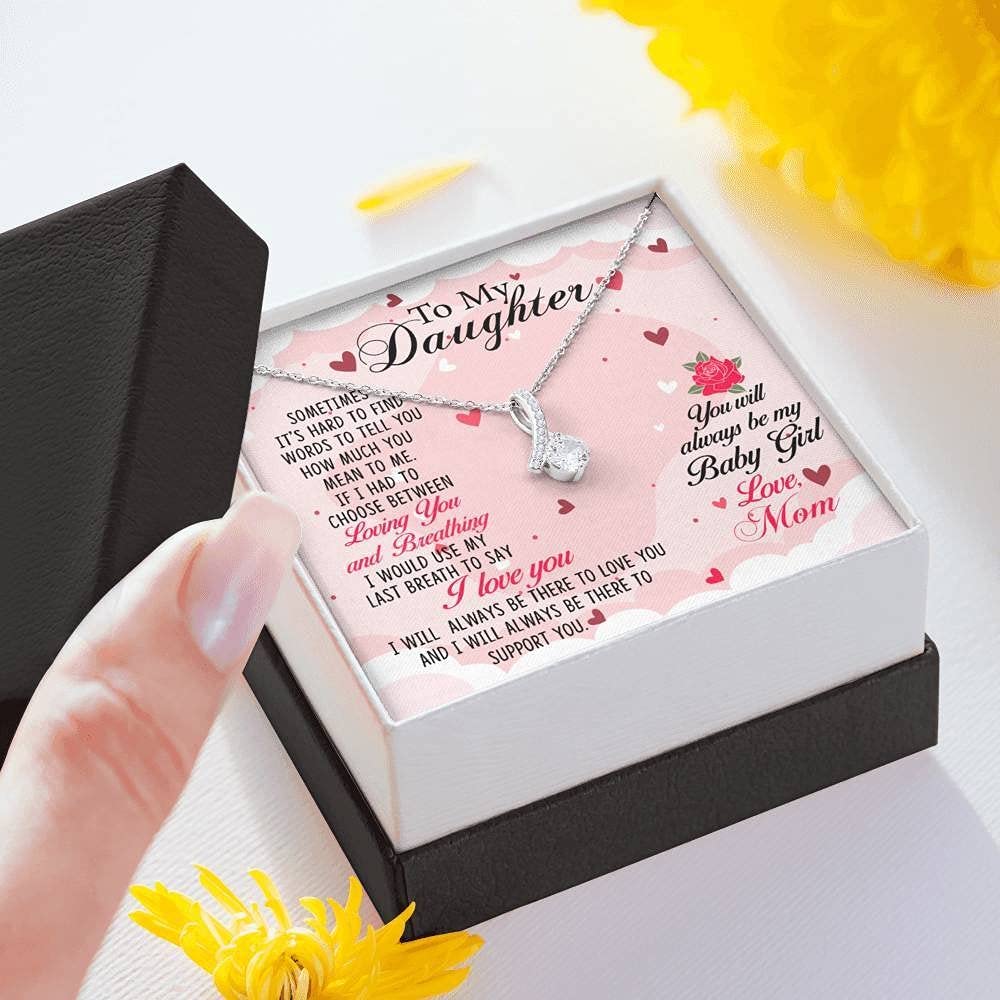 To My
Daughter
SOMETIMES
IT'S HARD TO FIND
WORDS TO TELL YOU
HOW MUCH YOU
MEAN TO ME.
IF I HAD TO
CHOOSE BETWEEN
Loving You
and Breathing
I WOULD USE MY
LAST BREATH TO SAY
I love you
I WILL ALWAYS BE THERE TO LOVE YOU
AND I WILL ALWAYS BE THERE TO
SUPPORT YOU.
You will
always be my
Baby Girl
Love,
Mom